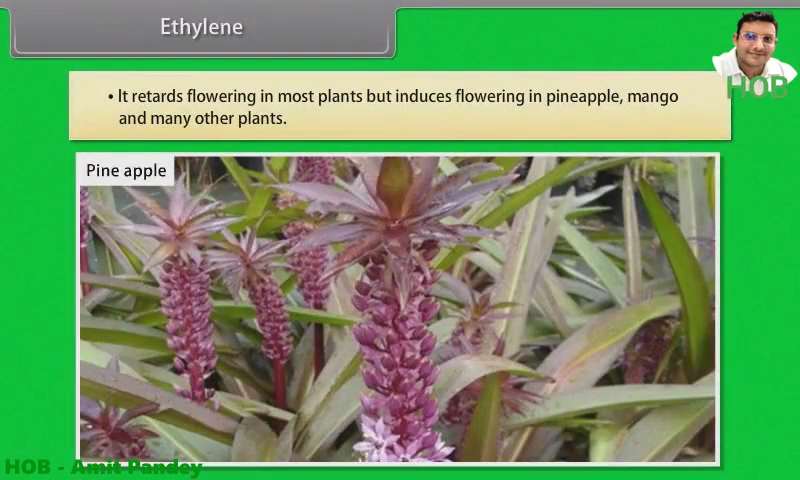 Ethylene
HOB
• It retards flowering in most plants but induces flowering in pineapple, mango
and many other plants.
Pine apple
HOB - Amit Pandey